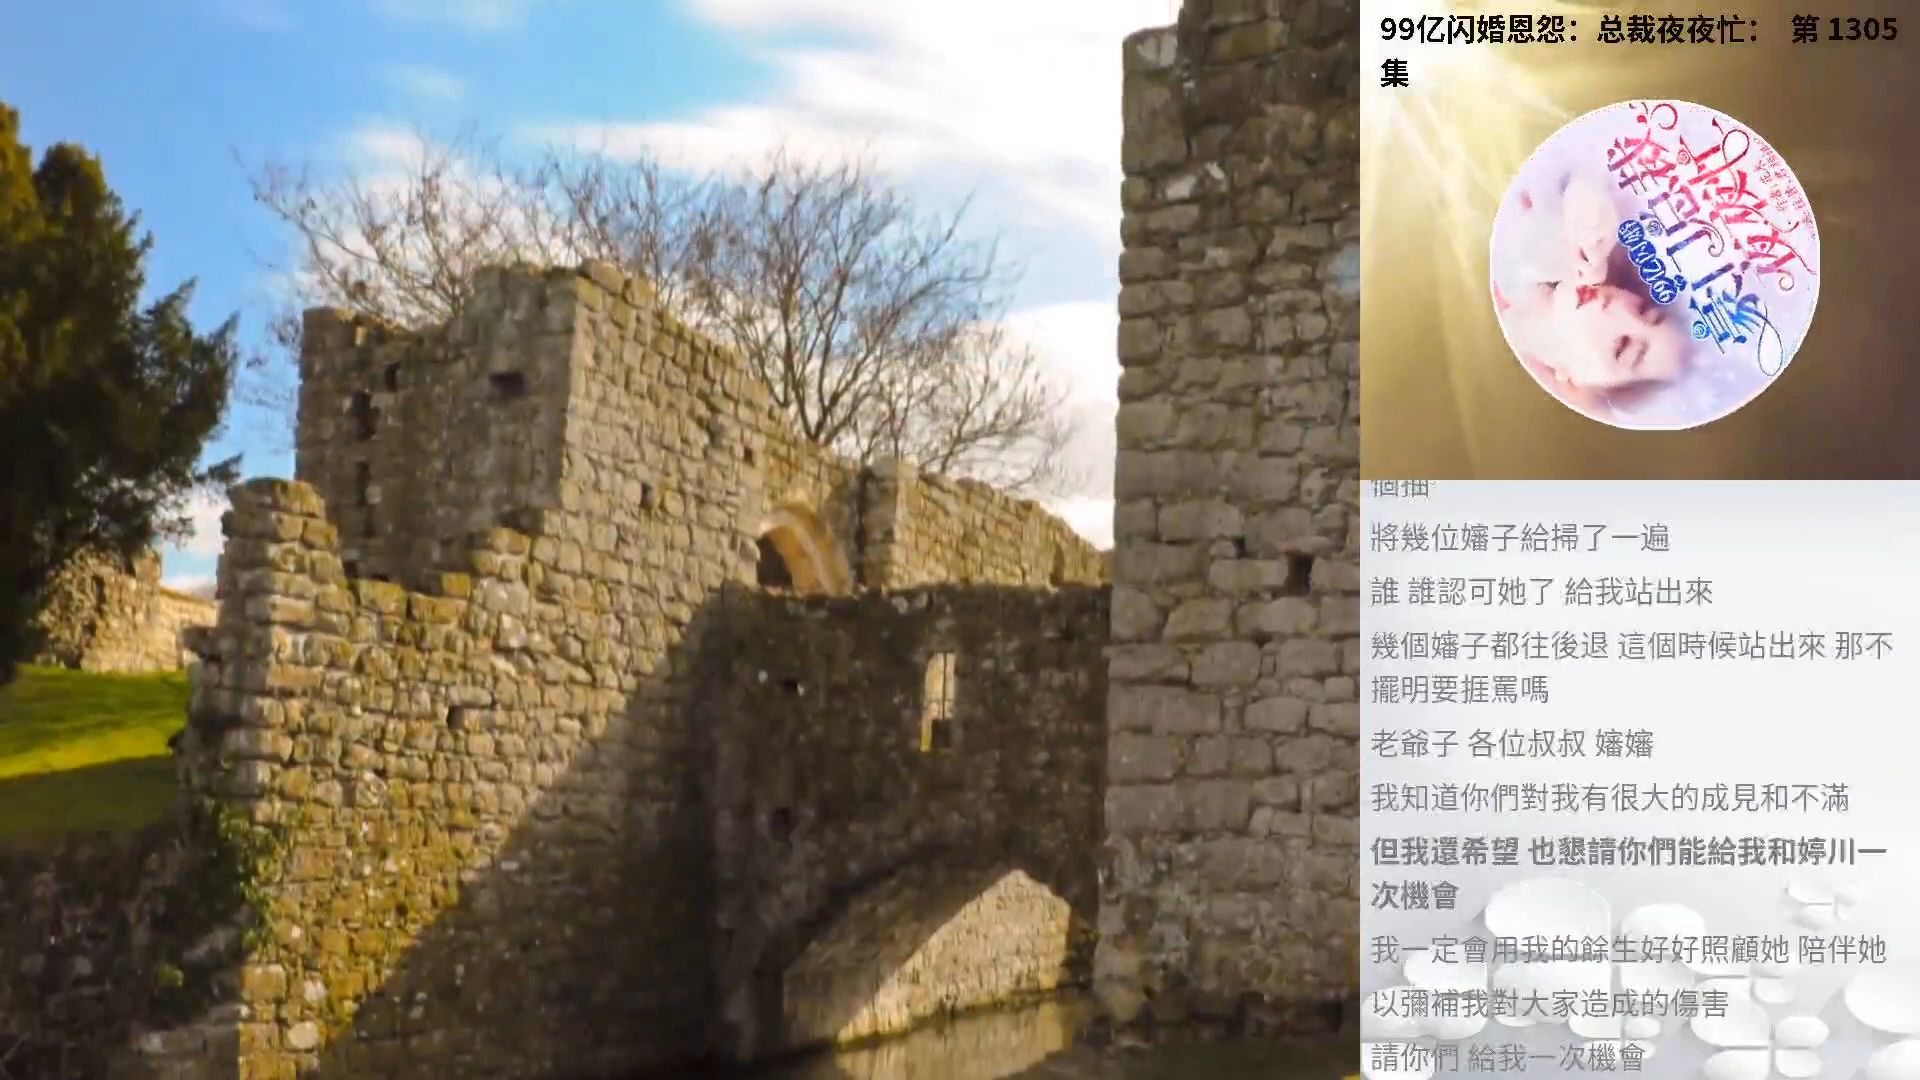 99亿闪婚恩怨：总裁夜夜忙： 第 1305
集
個抽
將幾位嬸子給掃了一遍
誰 誰認可她了 給我站出來
幾個嬸子都往後退 這個時候站出來 那不
擺明要捱罵嗎
老爺子 各位叔叔 嬸嬸
我知道你們對我有很大的成見和不滿
但我還希望 也懇請你們能給我和婷川一
次機會
我一定會用我的餘生好好照顧她 陪伴她
以彌補我對大家造成的傷害
請你們 給我一次機會